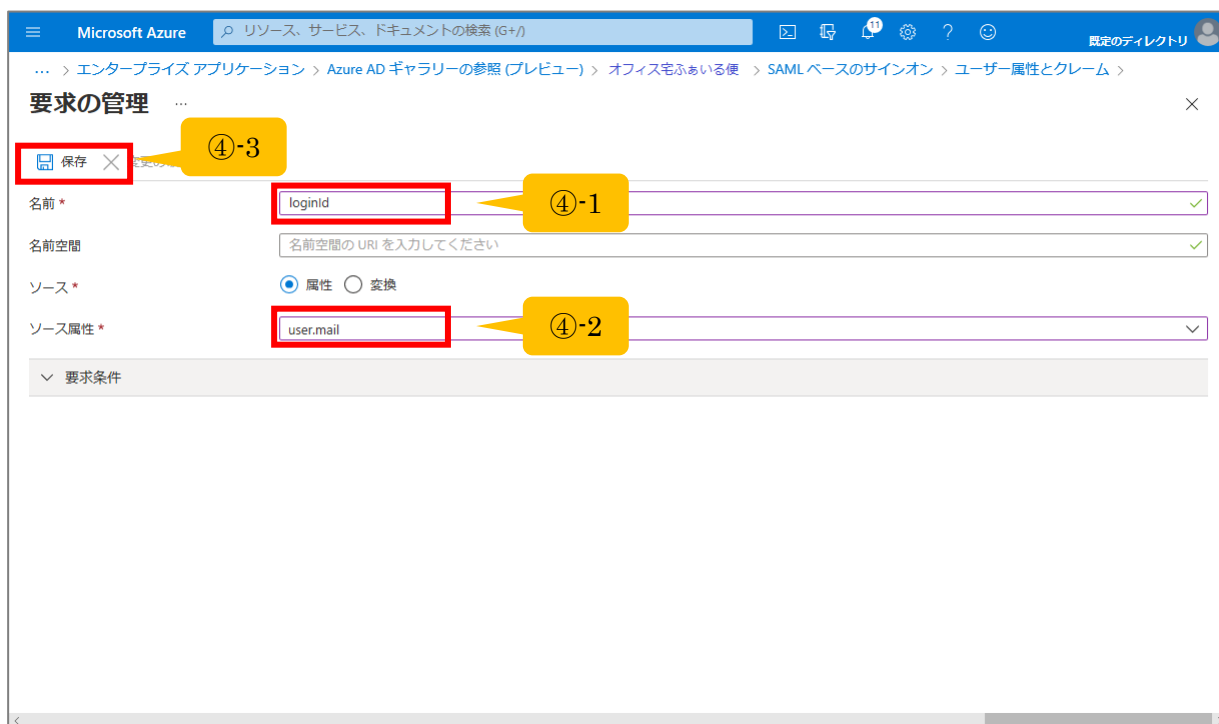 Microsoft Azure
リソース、サービス、ドキュメントの検索 (G+/)
11
?
既定のディレクトリ
… > エンタープライズ アプリケーション > Azure AD ギャラリーの参照 (プレビュー) > オフィス宅ふぁいる便 > SAML ベースのサインオン > ユーザー属性とクレーム >
要求の管理 …
④-3
保存
④-1
名前 * loginId
名前空間 名前空間の URI を入力してください
ソース * 属性 変換
④-2
ソース属性 * user.mail
要求条件